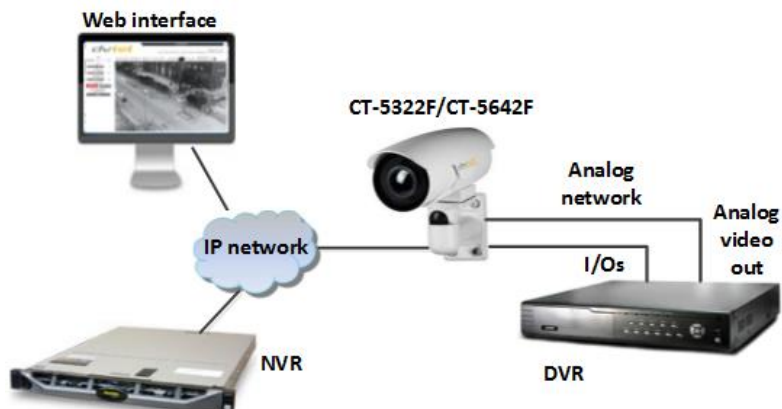 Web interface
CT-5322F/CT-5642F
Analog
network
Analog
video
out
IP network
I/Os
NVR
DVR